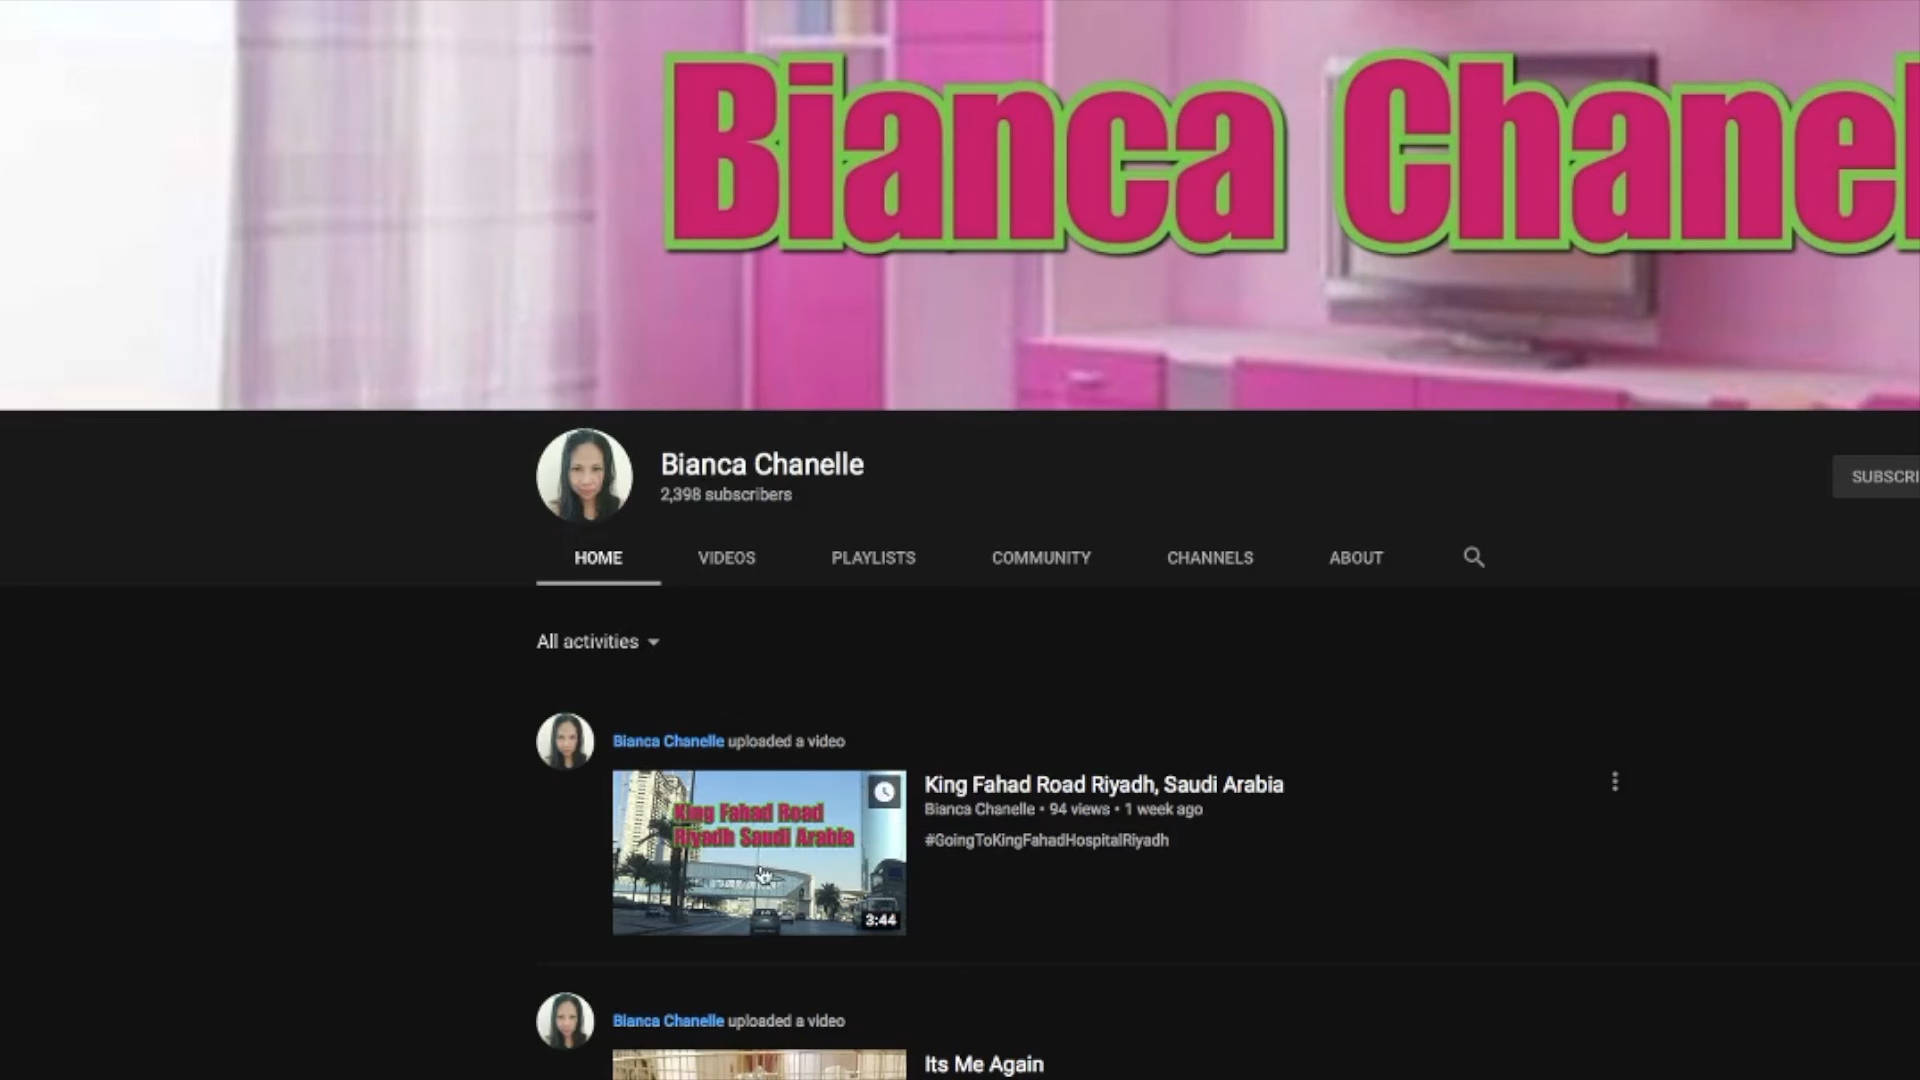 Bianca Chanel
Bianca Chanelle
2,398 subscribers
SUBSCRI
HOME
VIDEOS
PLAYLISTS
COMMUNITY
CHANNELS
ABOUT
All activities
Bianca Chanelle uploaded a video
King Fahad Road
Riyadh Saudi Arabia
3:44
King Fahad Road Riyadh, Saudi Arabia
Bianca Chanelle • 94 views • 1 week ago
#GoingToKingFahadHospitalRiyadh
Bianca Chanelle uploaded a video
Its Me Again